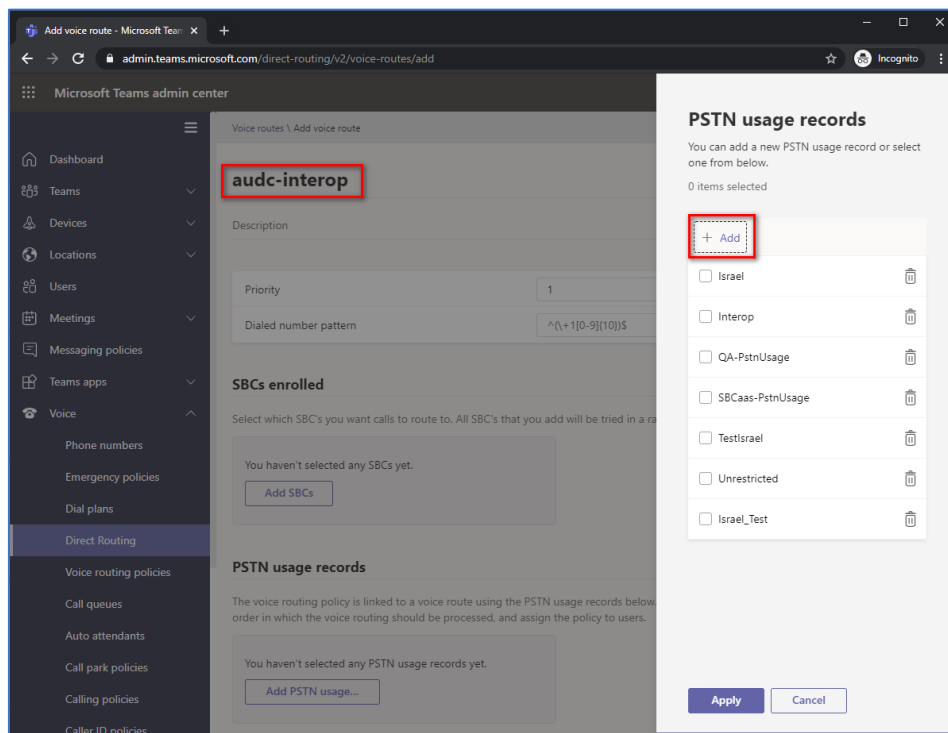 Add voice route - Microsoft Team
admin.teams.microsoft.com/direct-routing/v2/voice-routes/add
Incognito
Microsoft Teams admin center
Dashboard
Teams
Devices
Locations
Users
Meetings
Messaging policies
Teams apps
Voice
Phone numbers
Emergency policies
Dial plans
Direct Routing
Voice routing policies
Call queues
Auto attendants
Call park policies
Calling policies
Caller ID policies
Voice routes \ Add voice route
audc-interop
Description
Priority
1
Dialed number pattern
^(\+1[0-9]{10})$
SBCs enrolled
Select which SBC's you want calls to route to. All SBC's that you add will be tried in a ra
You haven't selected any SBCs yet.
Add SBCs
PSTN usage records
The voice routing policy is linked to a voice route using the PSTN usage records below.
order in which the voice routing should be processed, and assign the policy to users.
You haven't selected any PSTN usage records yet.
Add PSTN usage...
PSTN usage records
You can add a new PSTN usage record or select
one from below.
0 items selected
+ Add
Israel
Interop
QA-PstnUsage
SBCaas-PstnUsage
TestIsrael
Unrestricted
Israel_Test
Apply
Cancel